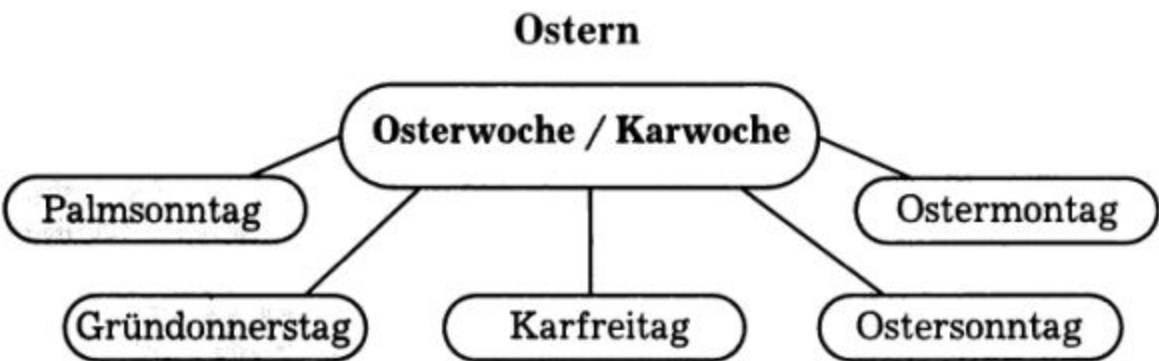 Ostern
Osterwoche / Karwoche
Palmsonntag
Ostermontag
Gründonnerstag
Karfreitag
Ostersonntag